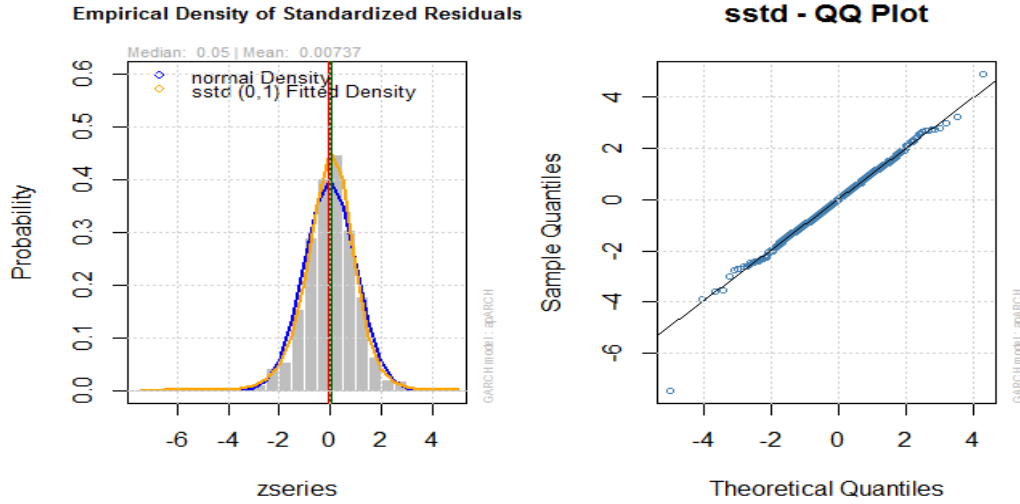 Empirical Density of Standardized Residuals
Median: 0.05 | Mean: 0.00737
normal Density
sstd (0,1) Fitted Density
0.6
0.5
0.4
0.3
0.2
0.1
0.0
Probability
-6 -4 -2 0 2 4
zseries
GARCH model : apARCH
sstd - QQ Plot
4
2
0
-2
-4
-6
Sample Quantiles
-4 -2 0 2 4
Theoretical Quantiles
GARCH model : apARCH